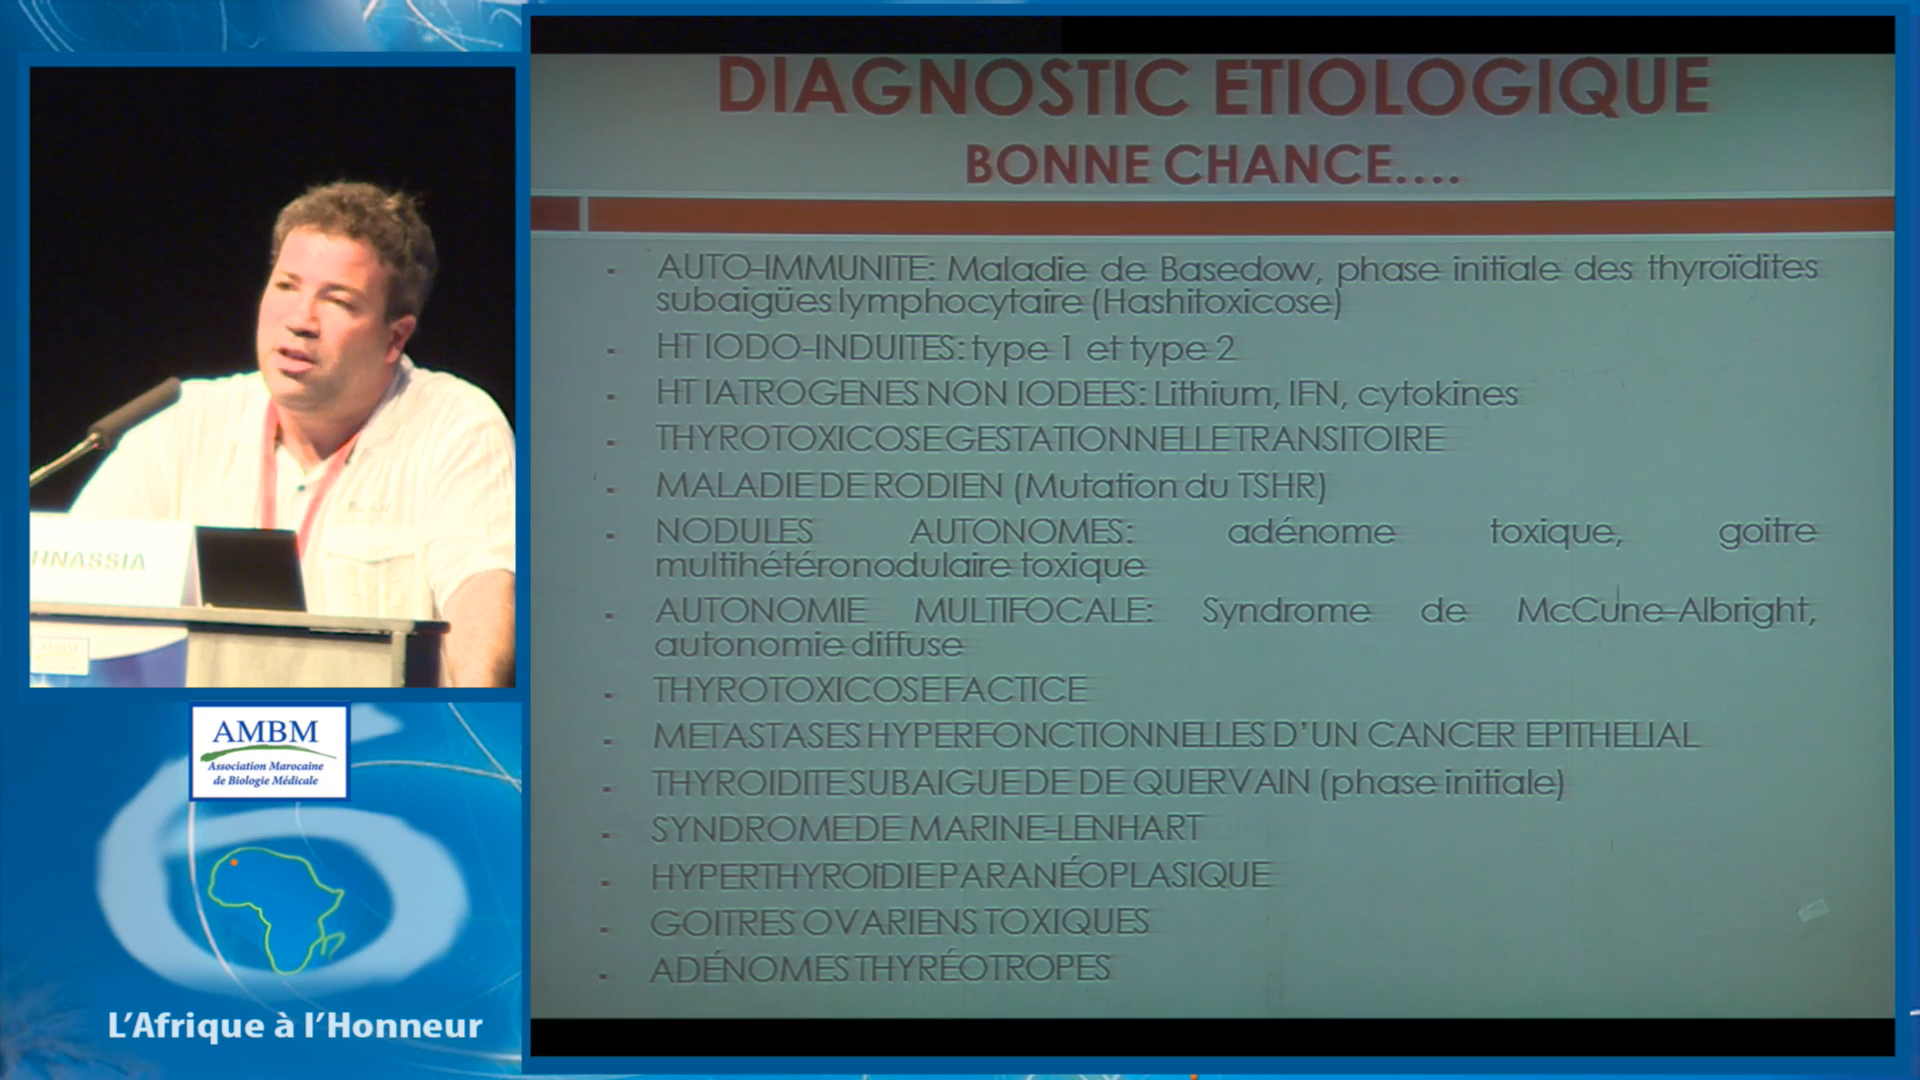 DIAGNOSTIC ETIOLOGIQUE
BONNE CHANCE....
AUTO-IMMUNITE: Maladie de Basedow, phase initiale des thyroïdites
subaigües lymphocytaire (Hashitoxicose)
HT IODO-INDUITES: type 1 et type 2
HT IATROGENES NON IODEES: Lithium, IFN, cytokines
THYROTOXICOSE GESTATIONNELLE TRANSITOIRE
MALADIE DE RODIEN (Mutation du TSHR)
NODULES AUTONOMES: adénome toxique, goitre
multihétéronodulaire toxique
AUTONOMIE MULTIFOCALE: Syndrome de McCune-Albright,
autonomie diffuse
THYROTOXICOSE FACTICE
METASTASES HYPERFONCTIONNELLES D'UN CANCER EPITHELIAL
THYROIDITE SUBAIGUE DE DE QUERVAIN (phase initiale)
SYNDROME DE MARINE-LENHART
HYPERTHYROÏDIE PARANÉOPLASIQUE
GOITRES OVARIENS TOXIQUES
ADÉNOMES THYRÉOTROPES
HNASSIA
AMBM
AMBM
Association Marocaine
de Biologie Médicale
L'Afrique à l'Honneur